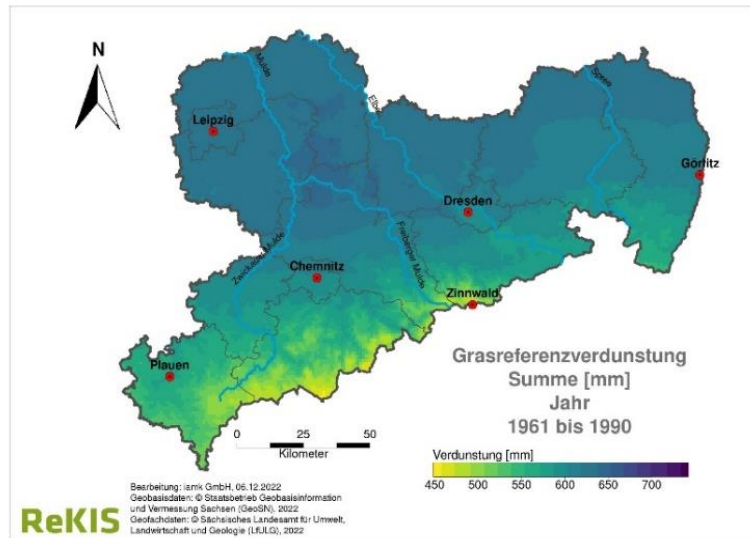 N
Mulde
Elbe
Spree
Leipzig
Görlitz
Dresden
Zwickauer Mulde
Freiberger Mulde
Chemnitz
Zinnwald
Plauen
Grasreferenzverdunstung
Summe [mm]
Jahr
1961 bis 1990
0 25 50
Kilometer
Verdunstung [mm]
450 500 550 600 650 700
ReKIS
Bearbeitung: iamk GmbH, 06.12.2022
Geobasisdaten: © Staatsbetrieb Geobasisinformation
und Vermessung Sachsen (GeoSN), 2022
Geofachdaten: © Sächsisches Landesamt für Umwelt,
Landwirtschaft und Geologie (LfULG), 2022